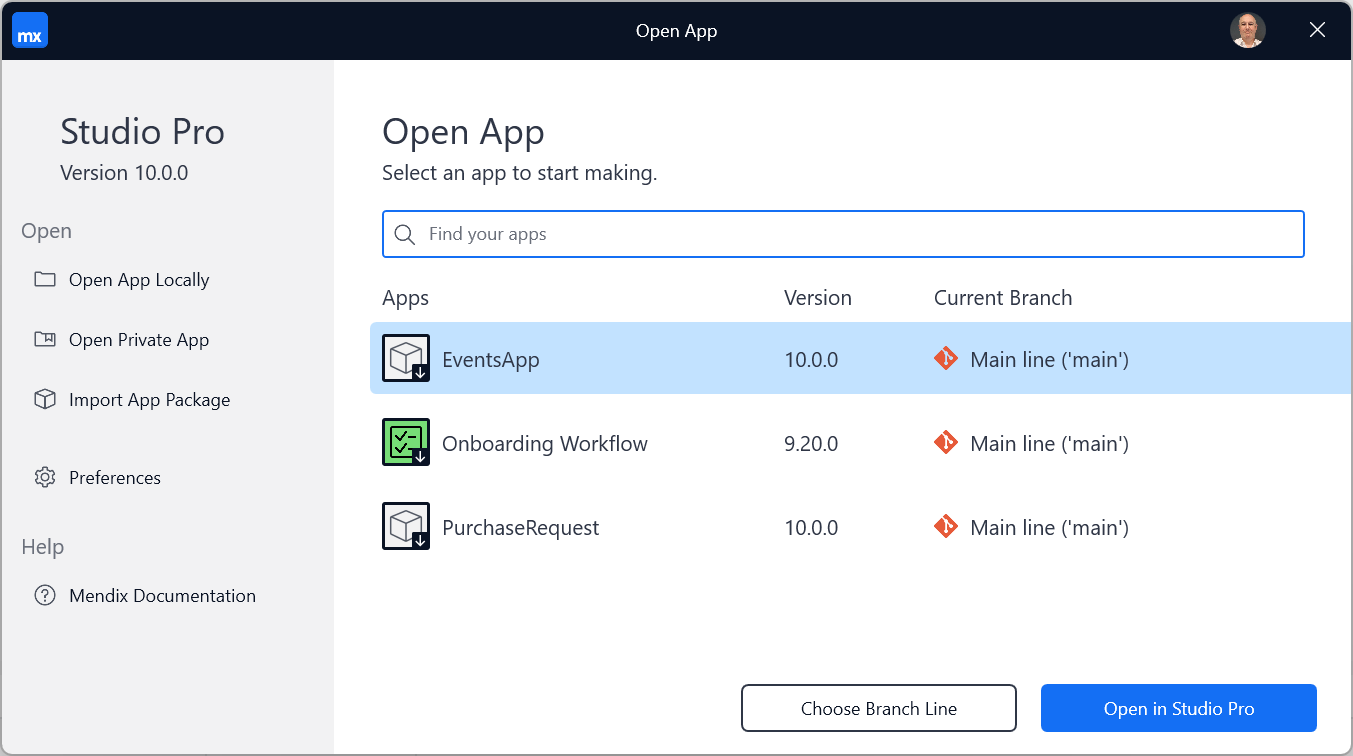 mx
Open App
Studio Pro
Version 10.0.0
Open
Open App Locally
Open Private App
Import App Package
Preferences
Help
Mendix Documentation
Open App
Select an app to start making.
Find your apps
Apps Version Current Branch
EventsApp 10.0.0 Main line ('main')
Onboarding Workflow 9.20.0 Main line ('main')
PurchaseRequest 10.0.0 Main line ('main')
Choose Branch Line Open in Studio Pro